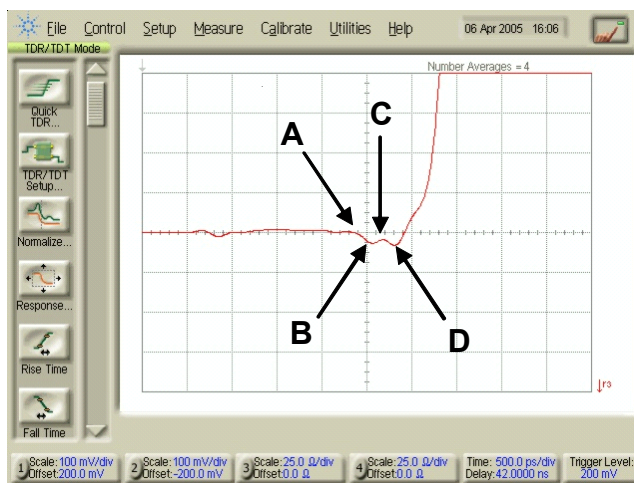 File Control Setup Measure Calibrate Utilities Help 06 Apr 2005 16:06
TDR/TDT Mode
Number Averages = 4
Quick
TDR...
TDR/TDT
Setup...
Normalize...
Response...
Rise Time
Fall Time
A
C
B
D
r3
1 Scale: 100 mV/div
Offset: 200.0 mV
2 Scale: 100 mV/div
Offset: -200.0 mV
3 Scale: 25.0 Ω/div
Offset: 0.0 Ω
4 Scale: 25.0 Ω/div
Offset: 0.0 Ω
Time: 500.0 ps/div
Delay: 42.0000 ns
Trigger Level:
200 mV